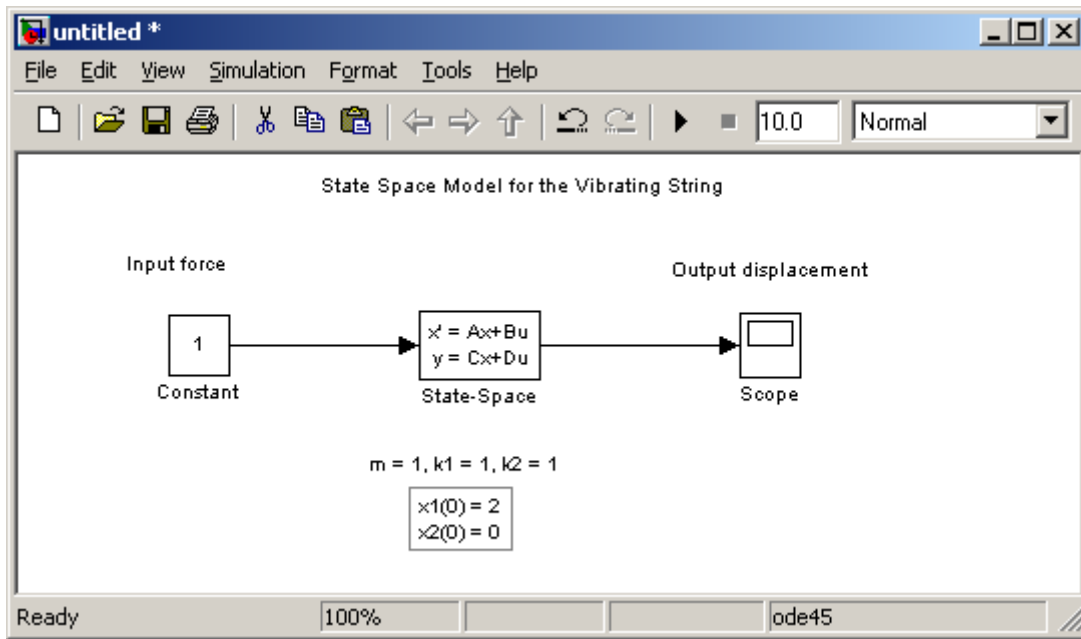 untitled *
File Edit View Simulation Format Tools Help
10.0 Normal
State Space Model for the Vibrating String
Input force
Output displacement
1
x' = Ax+Bu
y = Cx+Du
Constant
State-Space
Scope
m = 1, k1 = 1, k2 = 1
x1(0) = 2
x2(0) = 0
Ready 100% ode45